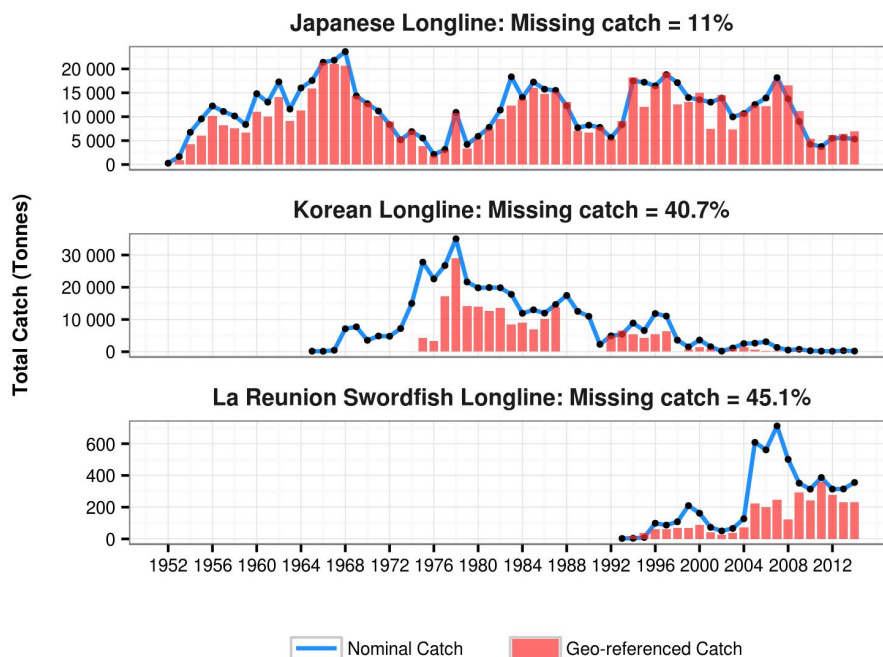 Japanese Longline: Missing catch = 11%
20 000
15 000
10 000
5 000
0
Korean Longline: Missing catch = 40.7%
30 000
20 000
10 000
0
Total Catch (Tonnes)
La Reunion Swordfish Longline: Missing catch = 45.1%
600
400
200
0
1952 1956 1960 1964 1968 1972 1976 1980 1984 1988 1992 1996 2000 2004 2008 2012
Nominal Catch Geo-referenced Catch